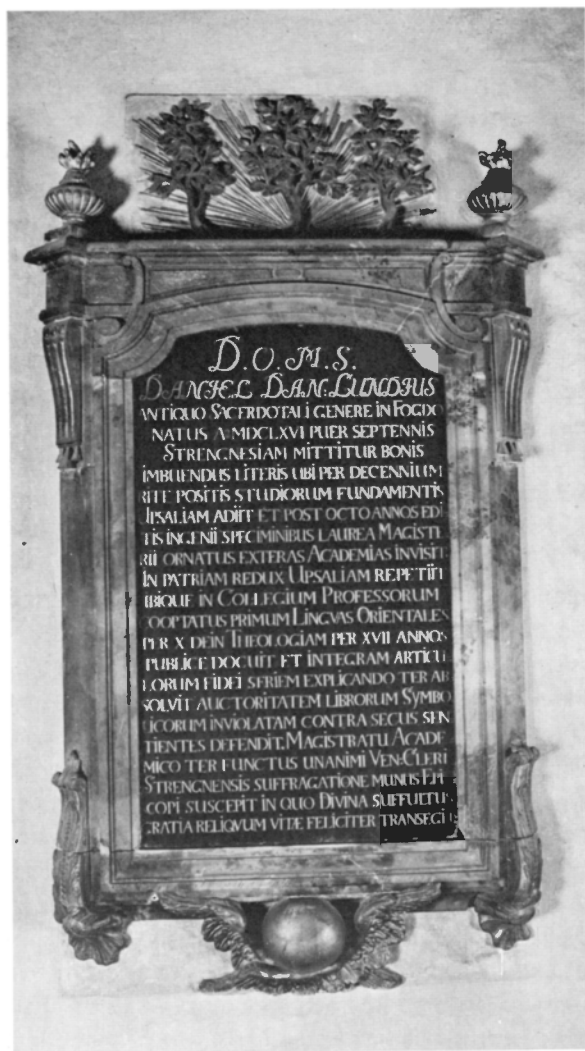 D.O.M.S.
DANIEL DAN: LUNDIUS
ANTIQUO SACERDOTALI GENERE IN FOGDO
NATUS A: MDCLXVI PUER SEPTENNIS
STRENGNESIAM MITTITUR BONIS
IMBUENDUS LITERIS UBI PER DECENNIUM
RITE POSITIS STUDIORUM FUNDAMENTIS
UPSALIAM ADIIT ET POST OCTO ANNOS EDI
TIS INGENII SPECIMINIBUS LAUREA MAGISTE
RII ORNATUS EXTERAS ACADEMIAS INVISIT
IN PATRIAM REDUX UPSALIAM REPETIIT
IBIQUE IN COLLEGIUM PROFESSORUM
COOPTATUS PRIMUM LINGVAS ORIENTALES
PER X DEIN THEOLOGIAM PER XVII ANNOS
PUBLICE DOCUIT ET INTEGRAM ARTICU
LORUM FIDEI SERIEM EXPLICANDO TER AB
SOLVIT AUCTORITATEM LIBRORUM SYMBO
LICORUM INVIOLATAM CONTRA SECUS SEN
TIENTES DEFENDIT. MAGISTRATU ACADE
MICO TER FUNCTUS UNANIMI VEN: CLERI
STRENGNENSIS SUFFRAGATIONE MUNUS EPI
COPI SUSCEPIT IN QUO DIVINA SUFFULTUS
GRATIA RELIQVUM VITÆ FELICITER TRANSEGIT